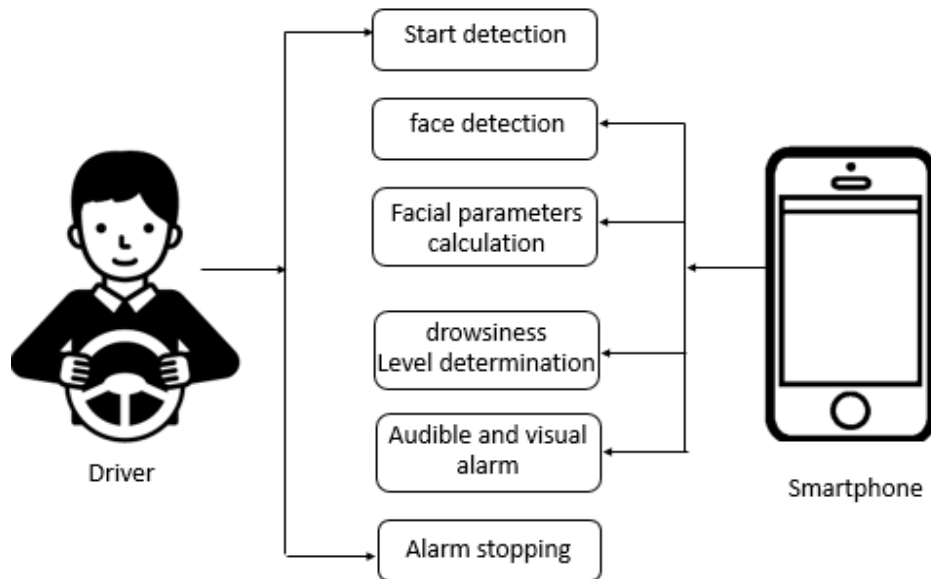 Start detection
face detection
Facial parameters
calculation
drowsiness
Level determination
Audible and visual
alarm
Alarm stopping
Driver
Smartphone